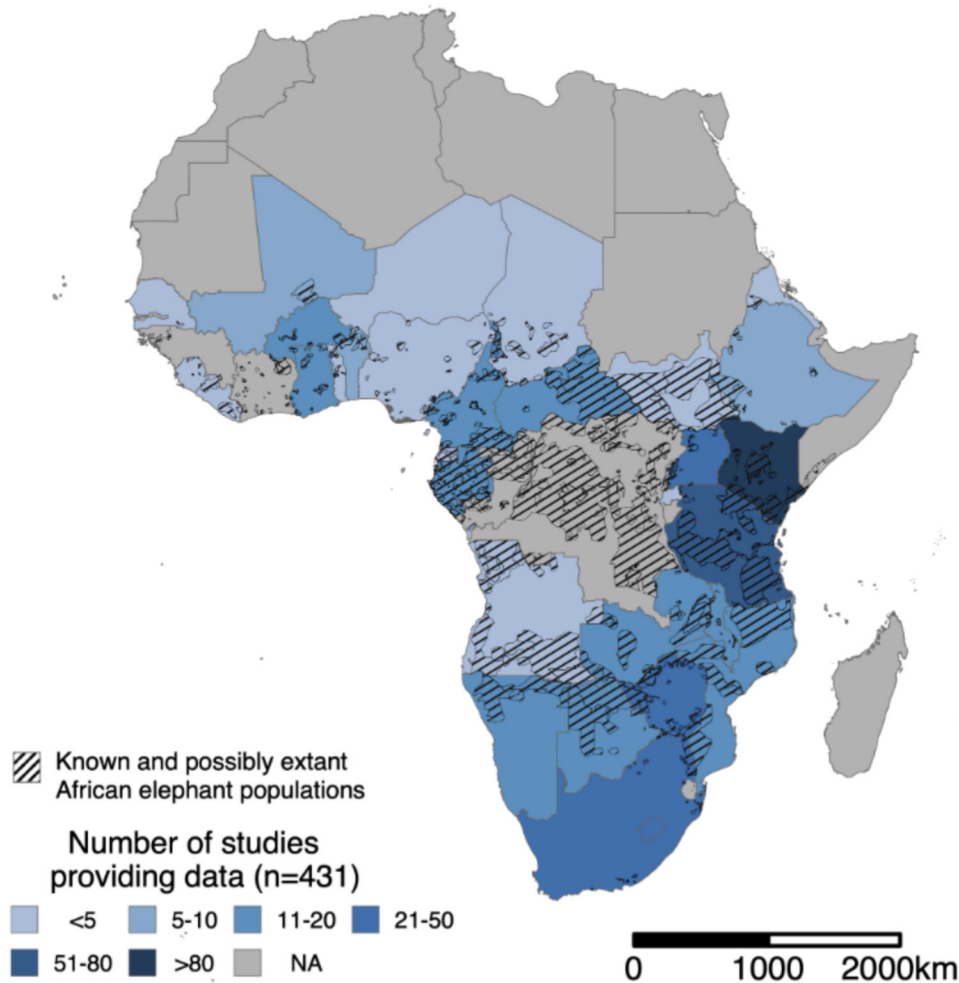 Known and possibly extant
African elephant populations
Number of studies
providing data (n=431)
<5 5-10 11-20 21-50
51-80 >80 NA
0 1000 2000km